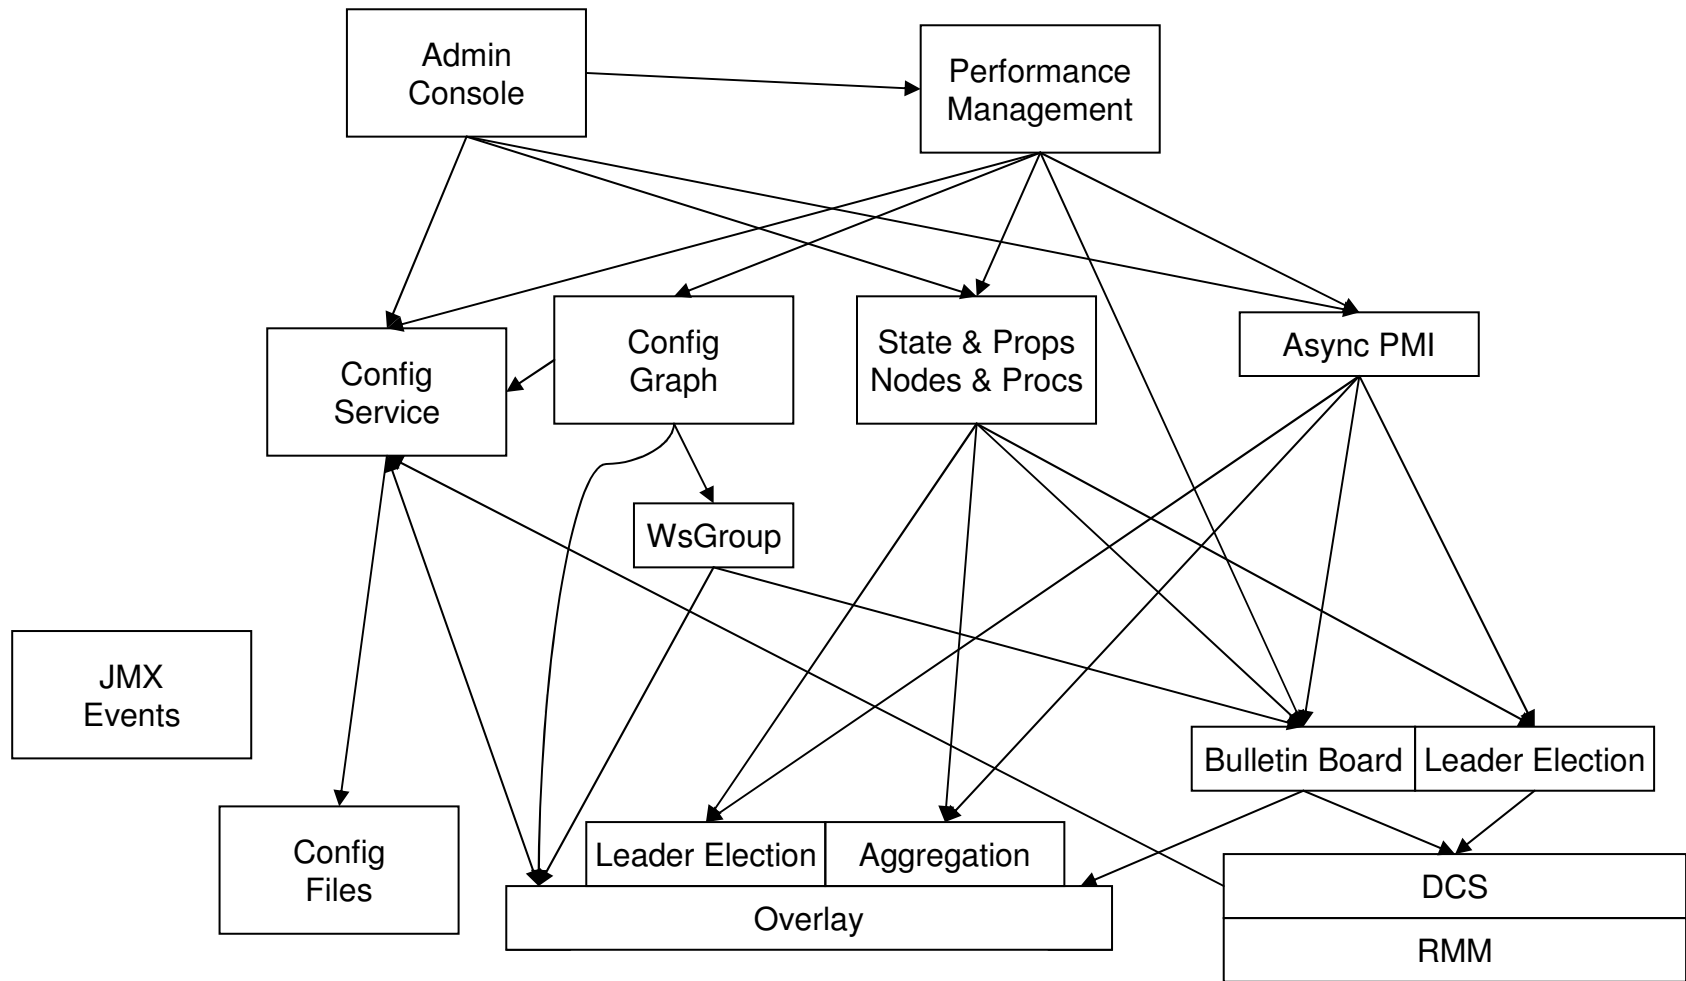 Admin
Console
Performance
Management
Config
Service
Config
Graph
State & Props
Nodes & Procs
Async PMI
WsGroup
JMX
Events
Bulletin Board
Leader Election
Config
Files
Leader Election
Aggregation
Overlay
DCS
RMM